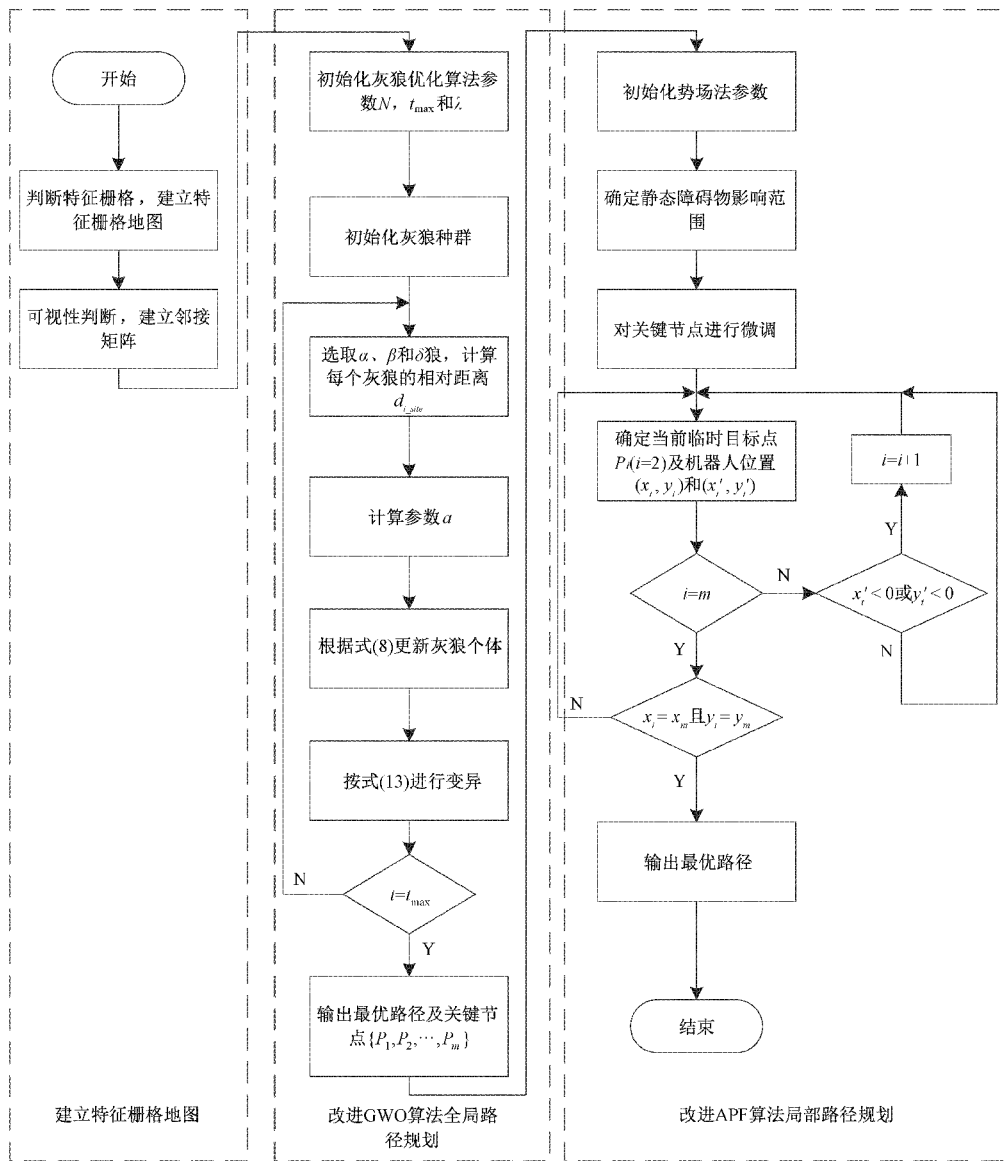 开始
判断特征栅格，建立特
征栅格地图
可视性判断，建立邻接
矩阵
建立特征栅格地图
初始化灰狼优化算法参
数N，tmax和λ
初始化灰狼种群
选取α、β和δ狼，计算
每个灰狼的相对距离
di_site
计算参数a
根据式(8)更新灰狼个体
按式(13)进行变异
t=tmax
N
Y
输出最优路径及关键节
点{P1,P2,⋯,Pm}
改进GWO算法全局路
径规划
初始化势场法参数
确定静态障碍物影响范
围
对关键节点进行微调
确定当前临时目标点
Pi(i=2)及机器人位置
(xt, yt)和(xt′, yt′)
i=i+1
Y
i=m
N
xt′<0或yt′<0
Y
N
N
xt=xm且yt=ym
Y
输出最优路径
结束
改进APF算法局部路径规划